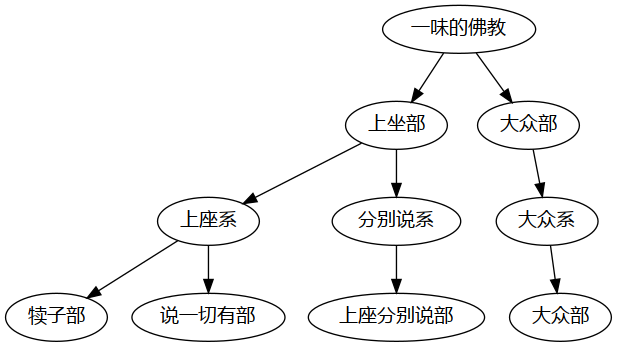 一味的佛教
上坐部
大众部
上座系
分别说系
大众系
犊子部
说一切有部
上座分别说部
大众部